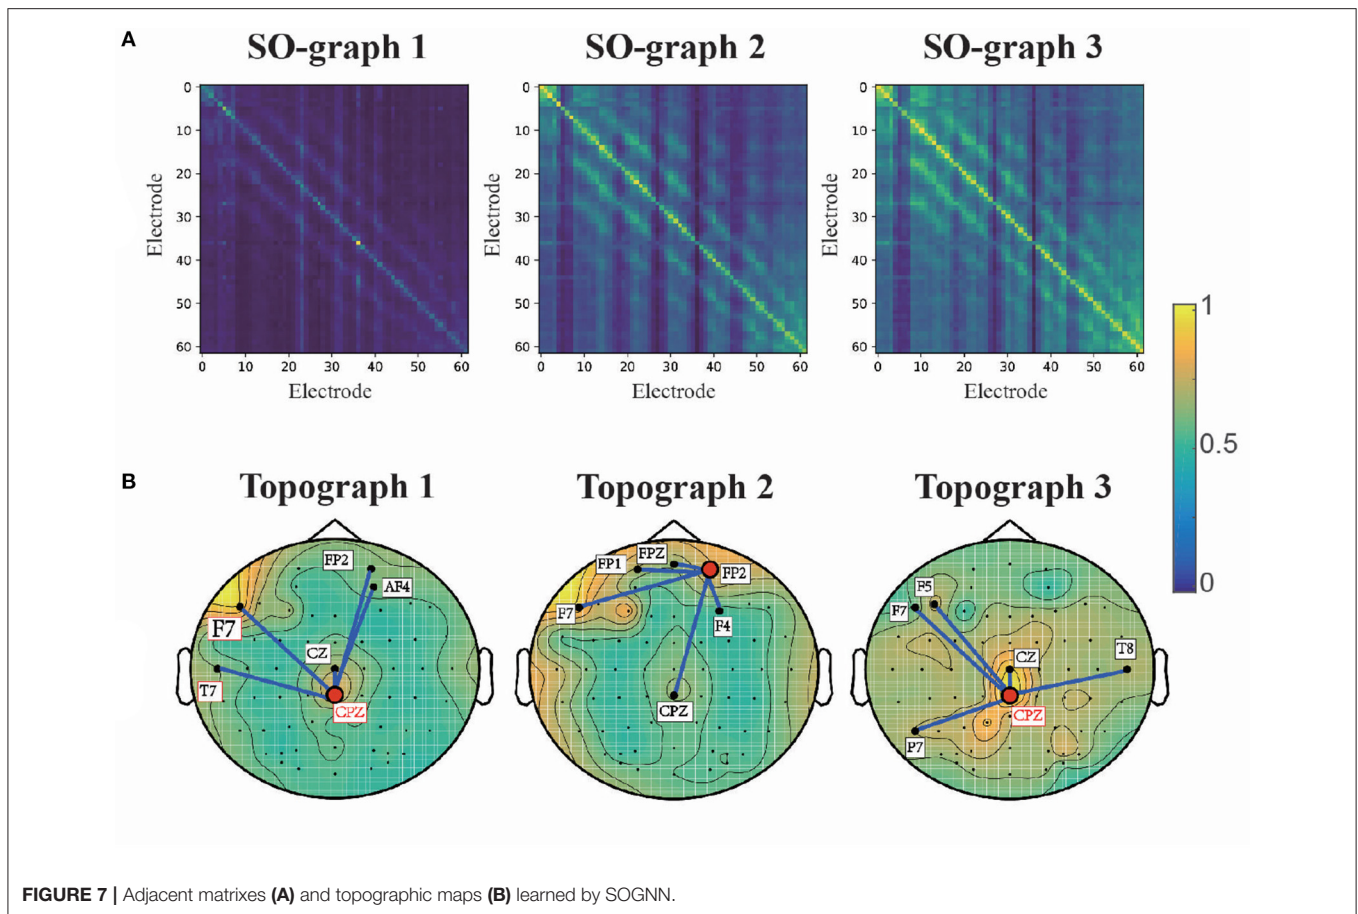 A
SO-graph 1 SO-graph 2 SO-graph 3
0 0 0
10 10 10
20 20 20
30 30 30
40 40 40
50 50 50
60 60 60
Electrode Electrode Electrode
0 10 20 30 40 50 60 0 10 20 30 40 50 60 0 10 20 30 40 50 60
Electrode Electrode Electrode
1
0.5
0
B
Topograph 1 Topograph 2 Topograph 3
FP2
AF4
F7
CZ
T7
CPZ
FP1
FPZ
FP2
F7
F4
CPZ
F5
F7
CZ
T8
CPZ
P7
FIGURE 7 | Adjacent matrixes (A) and topographic maps (B) learned by SOGNN.